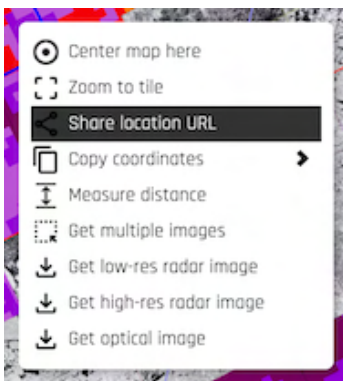 Center map here
Zoom to tile
Share location URL
Copy coordinates
Measure distance
Get multiple images
Get low-res radar image
Get high-res radar image
Get optical image